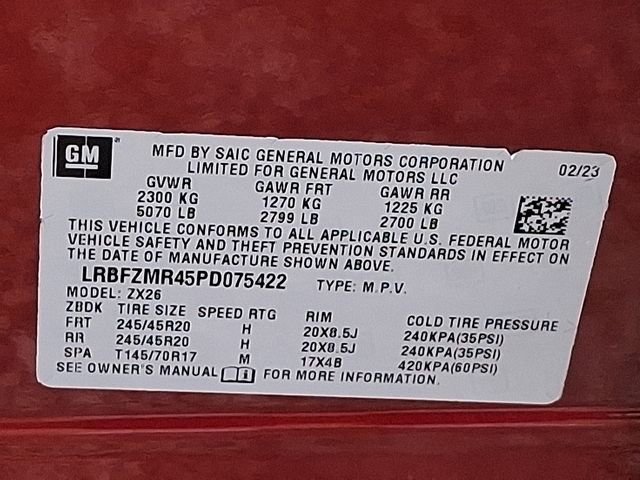 GM
MFD BY SAIC GENERAL MOTORS CORPORATION
LIMITED FOR GENERAL MOTORS LLC
02/23
GVWR GAWR FRT GAWR RR
2300 KG 1270 KG 1225 KG
5070 LB 2799 LB 2700 LB
THIS VEHICLE CONFORMS TO ALL APPLICABLE U.S. FEDERAL MOTOR
VEHICLE SAFETY AND THEFT PREVENTION STANDARDS IN EFFECT ON
THE DATE OF MANUFACTURE SHOWN ABOVE.
LRBFZMR45PD075422 TYPE: M.P.V.
MODEL: ZX26
ZBDK TIRE SIZE SPEED RTG RIM COLD TIRE PRESSURE
FRT 245/45R20 H 20X8.5J 240KPA(35PSI)
RR 245/45R20 H 20X8.5J 240KPA(35PSI)
SPA T145/70R17 M 17X4B 420KPA(60PSI)
SEE OWNER'S MANUAL FOR MORE INFORMATION.